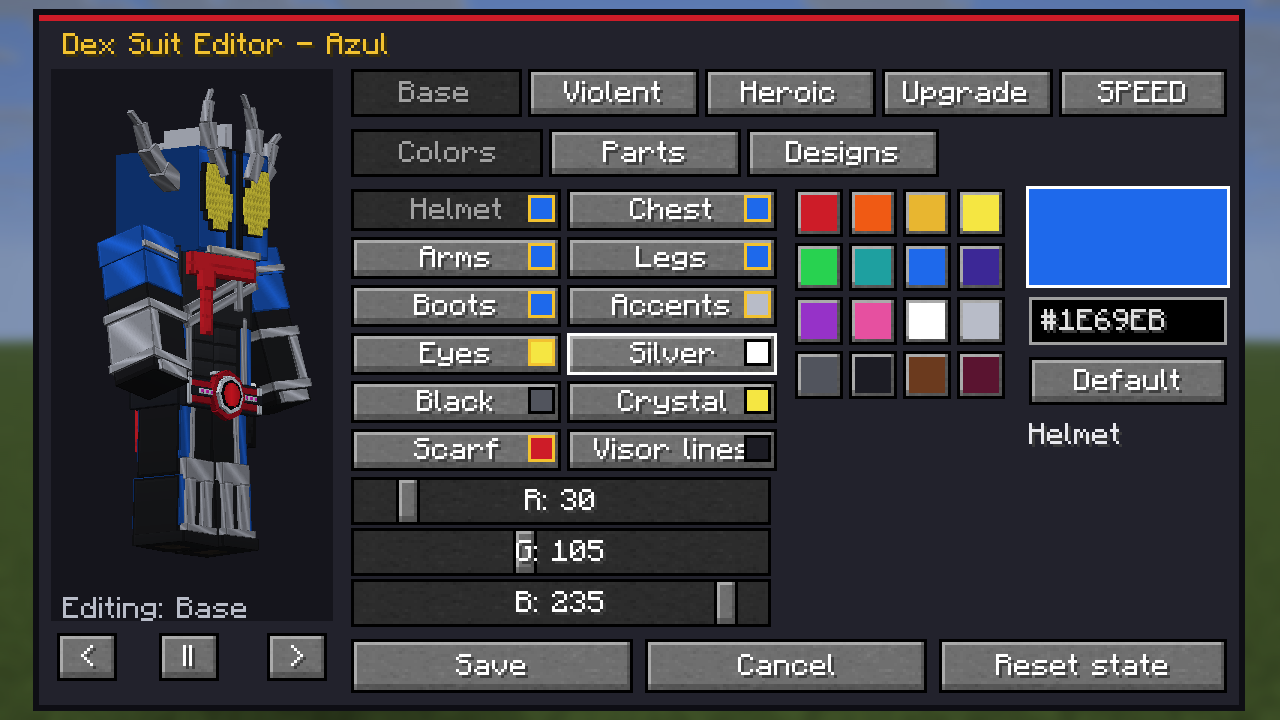 Dex Suit Editor - Azul
Base Violent Heroic Upgrade SPEED
Colors Parts Designs
Helmet Chest
Arms Legs
Boots Accents
Eyes Silver
Black Crystal
Scarf Visor lines
#1E69EB
Default
Helmet
R: 30
G: 105
B: 235
Editing: Base
< || >
Save Cancel Reset state